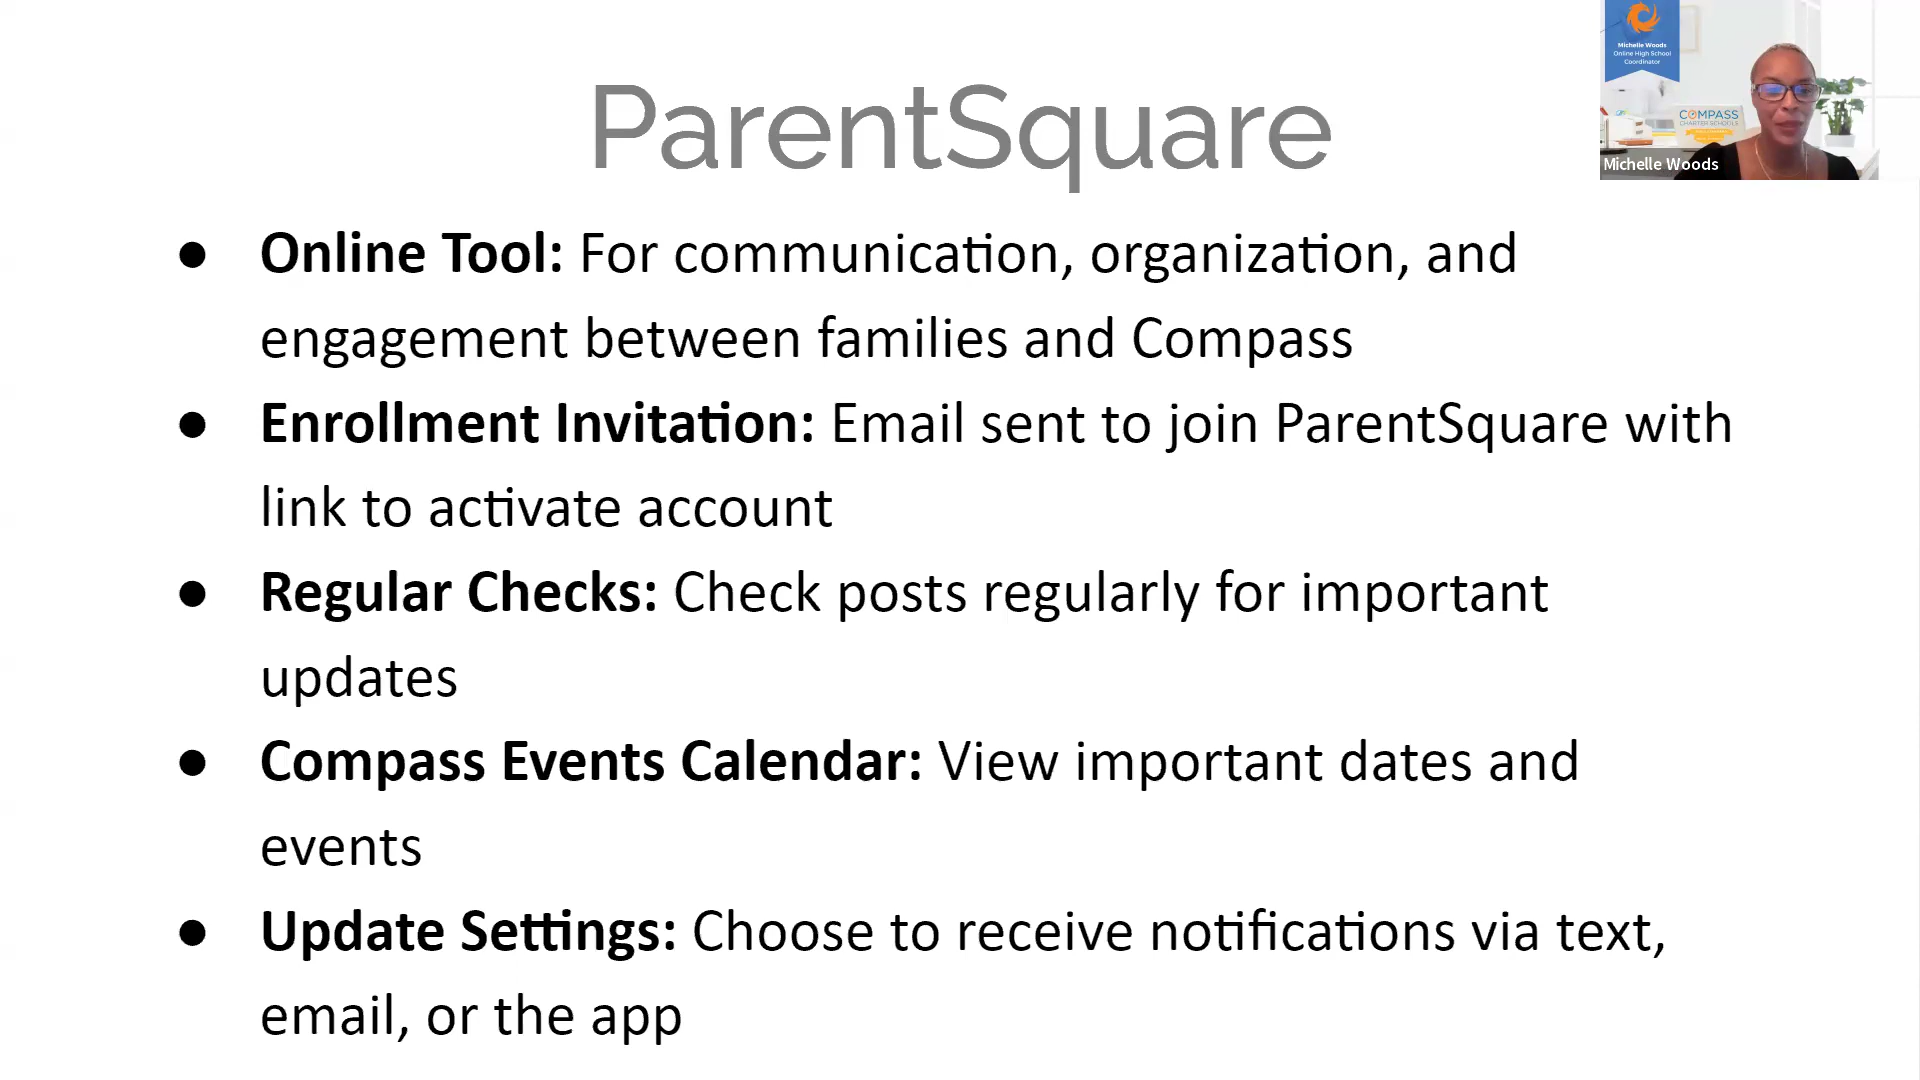 ParentSquare
● Online Tool: For communication, organization, and
engagement between families and Compass
● Enrollment Invitation: Email sent to join ParentSquare with
link to activate account
● Regular Checks: Check posts regularly for important
updates
● Compass Events Calendar: View important dates and
events
● Update Settings: Choose to receive notifications via text,
email, or the app
Michelle Woods
Online High School
Coordinator
COMPASS
CHARTER SCHOOLS
Michelle Woods